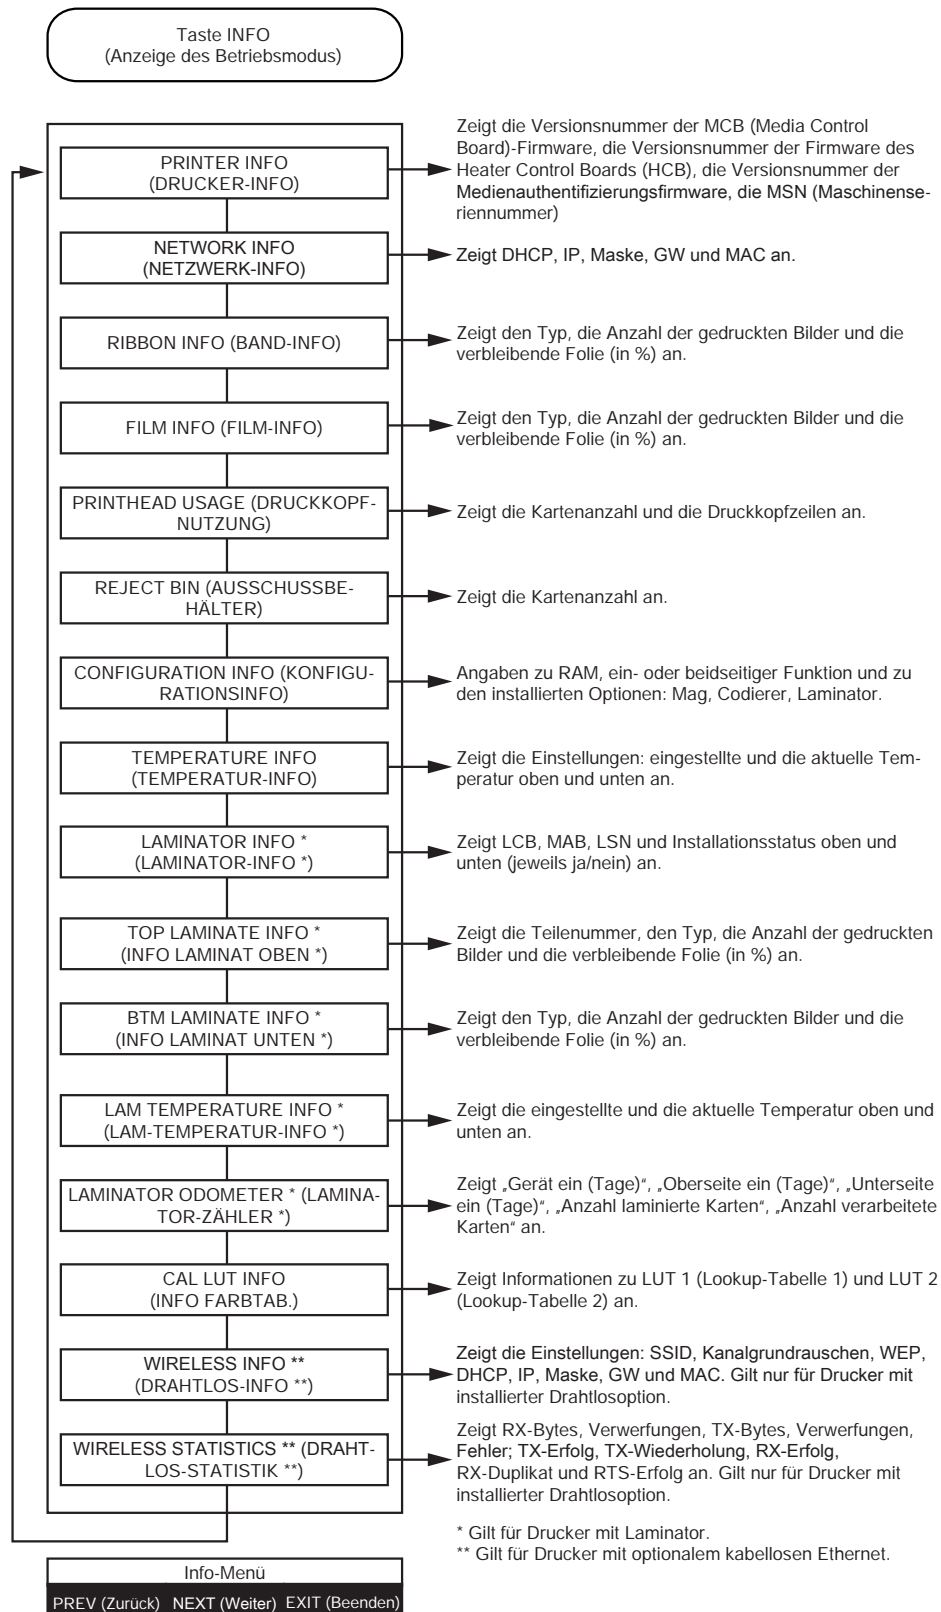 Taste INFO
(Anzeige des Betriebsmodus)
PRINTER INFO
(DRUCKER-INFO)
Zeigt die Versionsnummer der MCB (Media Control
Board)-Firmware, die Versionsnummer der Firmware des
Heater Control Boards (HCB), die Versionsnummer der
Medienauthentifizierungsfirmware, die MSN (Maschinense-
riennummer)
NETWORK INFO
(NETZWERK-INFO)
Zeigt DHCP, IP, Maske, GW und MAC an.
RIBBON INFO (BAND-INFO)
Zeigt den Typ, die Anzahl der gedruckten Bilder und die
verbleibende Folie (in %) an.
FILM INFO (FILM-INFO)
Zeigt den Typ, die Anzahl der gedruckten Bilder und die
verbleibende Folie (in %) an.
PRINTHEAD USAGE (DRUCKKOPF-
NUTZUNG)
Zeigt die Kartenanzahl und die Druckkopfzeilen an.
REJECT BIN (AUSSCHUSSBE-
HÄLTER)
Zeigt die Kartenanzahl an.
CONFIGURATION INFO (KONFIGU-
RATIONSINFO)
Angaben zu RAM, ein- oder beidseitiger Funktion und zu
den installierten Optionen: Mag, Codierer, Laminator.
TEMPERATURE INFO
(TEMPERATUR-INFO)
Zeigt die Einstellungen: eingestellte und die aktuelle Tem-
peratur oben und unten an.
LAMINATOR INFO *
(LAMINATOR-INFO *)
Zeigt LCB, MAB, LSN und Installationsstatus oben und
unten (jeweils ja/nein) an.
TOP LAMINATE INFO *
(INFO LAMINAT OBEN *)
Zeigt die Teilenummer, den Typ, die Anzahl der gedruckten
Bilder und die verbleibende Folie (in %) an.
BTM LAMINATE INFO *
(INFO LAMINAT UNTEN *)
Zeigt den Typ, die Anzahl der gedruckten Bilder und die
verbleibende Folie (in %) an.
LAM TEMPERATURE INFO *
(LAM-TEMPERATUR-INFO *)
Zeigt die eingestellte und die aktuelle Temperatur oben und
unten an.
LAMINATOR ODOMETER * (LAMINA-
TOR-ZÄHLER *)
Zeigt „Gerät ein (Tage)“, „Oberseite ein (Tage)“, „Unterseite
ein (Tage)“, „Anzahl laminierte Karten“, „Anzahl verarbeitete
Karten“ an.
CAL LUT INFO
(INFO FARBTAB.)
Zeigt Informationen zu LUT 1 (Lookup-Tabelle 1) und LUT 2
(Lookup-Tabelle 2) an.
WIRELESS INFO **
(DRAHTLOS-INFO **)
Zeigt die Einstellungen: SSID, Kanalgrundrauschen, WEP,
DHCP, IP, Maske, GW und MAC. Gilt nur für Drucker mit
installierter Drahtlosoption.
WIRELESS STATISTICS ** (DRAHT-
LOS-STATISTIK **)
Zeigt RX-Bytes, Verwerfungen, TX-Bytes, Verwerfungen,
Fehler; TX-Erfolg, TX-Wiederholung, RX-Erfolg,
RX-Duplikat und RTS-Erfolg an. Gilt nur für Drucker mit
installierter Drahtlosoption.
* Gilt für Drucker mit Laminator.
** Gilt für Drucker mit optionalem kabellosen Ethernet.
Info-Menü
PREV (Zurück) NEXT (Weiter) EXIT (Beenden)